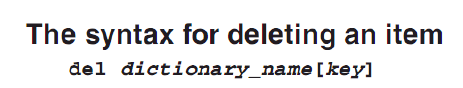 The syntax for deleting an item
del dictionary_name[key]